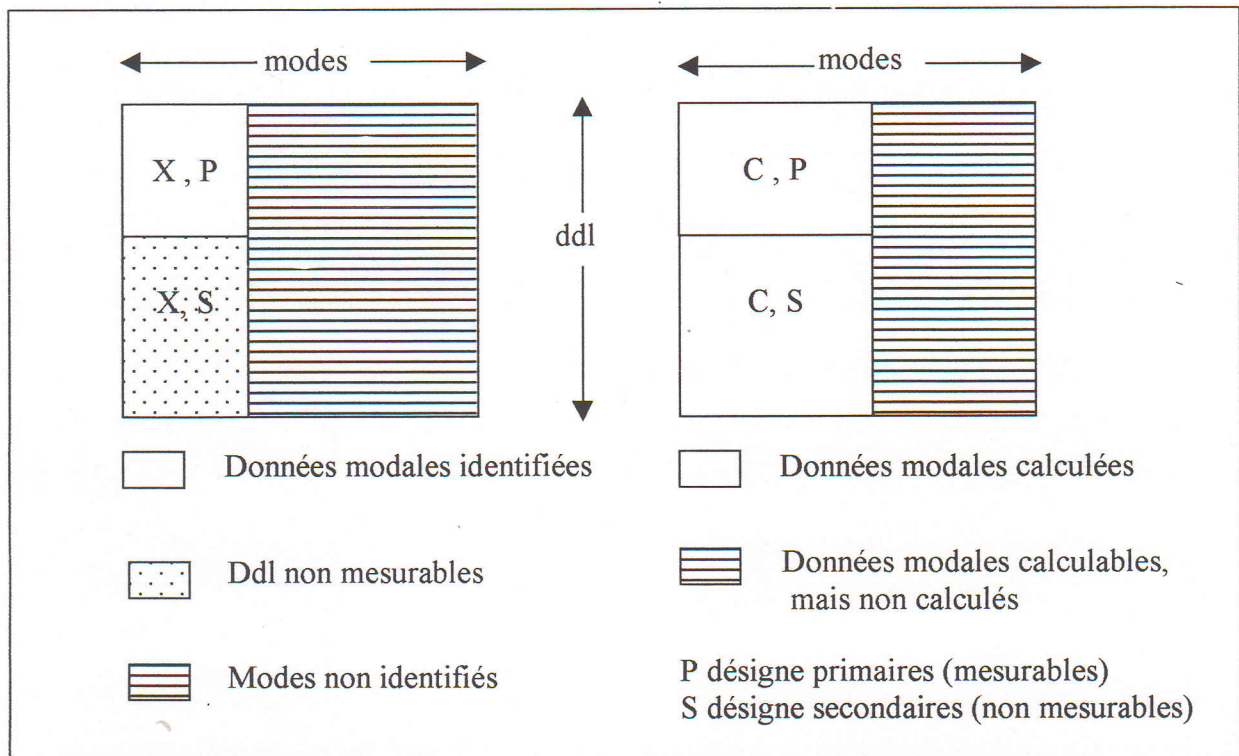 modes
modes
X , P
C , P
ddl
X, S
C, S
Données modales identifiées
Données modales calculées
Ddl non mesurables
Données modales calculables,
mais non calculés
Modes non identifiés
P désigne primaires (mesurables)
S désigne secondaires (non mesurables)